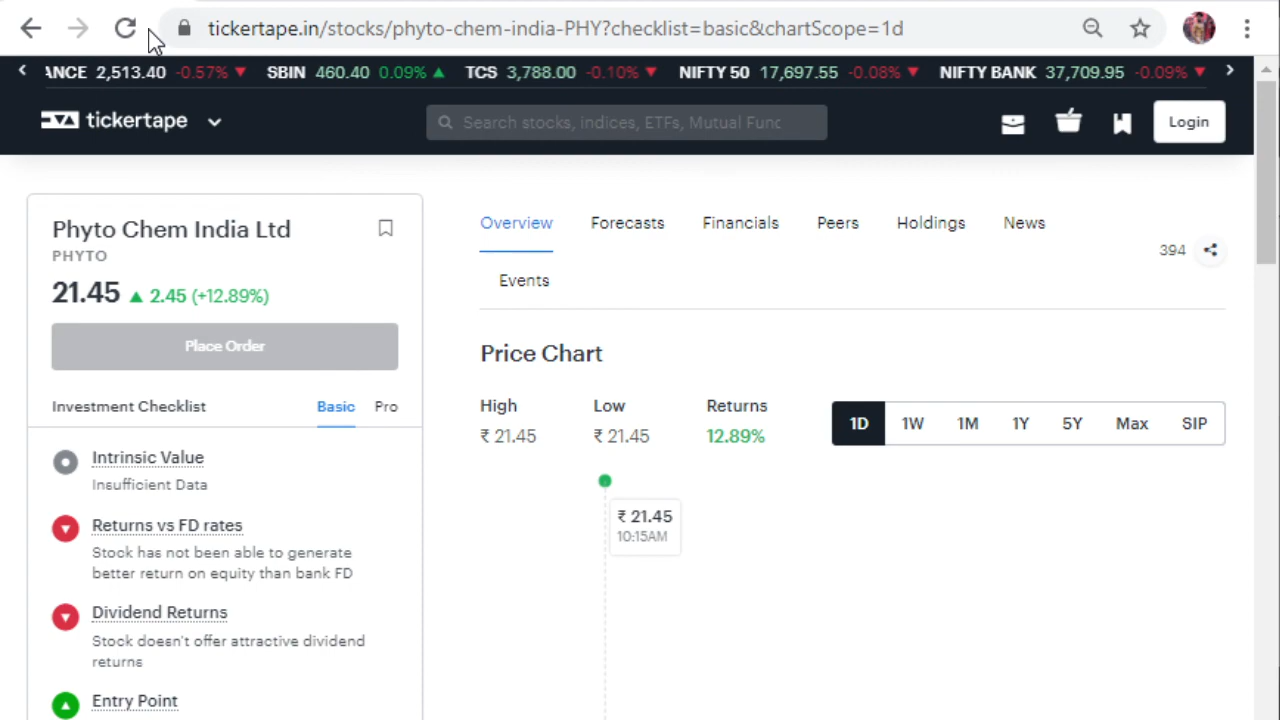 tickertape.in/stocks/phyto-chem-india-PHY?checklist=basic&chartScope=1d
ANCE 2,513.40 -0.57% ▼ SBIN 460.40 0.09% ▲ TCS 3,788.00 -0.10% ▼ NIFTY 50 17,697.55 -0.08% ▼ NIFTY BANK 37,709.95 -0.09% ▼
tickertape
Search stocks, indices, ETFs, Mutual Func
Login
Phyto Chem India Ltd
PHYTO
21.45 ▲ 2.45 (+12.89%)
Place Order
Investment Checklist Basic Pro
Intrinsic Value
Insufficient Data
Returns vs FD rates
Stock has not been able to generate
better return on equity than bank FD
Dividend Returns
Stock doesn't offer attractive dividend
returns
Entry Point
Overview Forecasts Financials Peers Holdings News
Events
394
Price Chart
High Low Returns
₹ 21.45 ₹ 21.45 12.89%
1D 1W 1M 1Y 5Y Max SIP
₹ 21.45
10:15AM